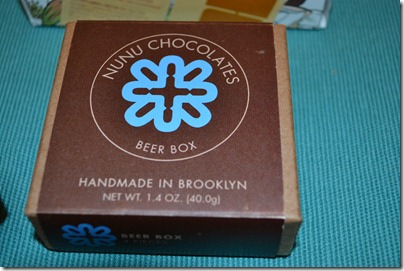 NUNU CHOCOLATES
BEER BOX
HANDMADE IN BROOKLYN
NET WT. 1.4 OZ. (40.0g)
BEER BOX